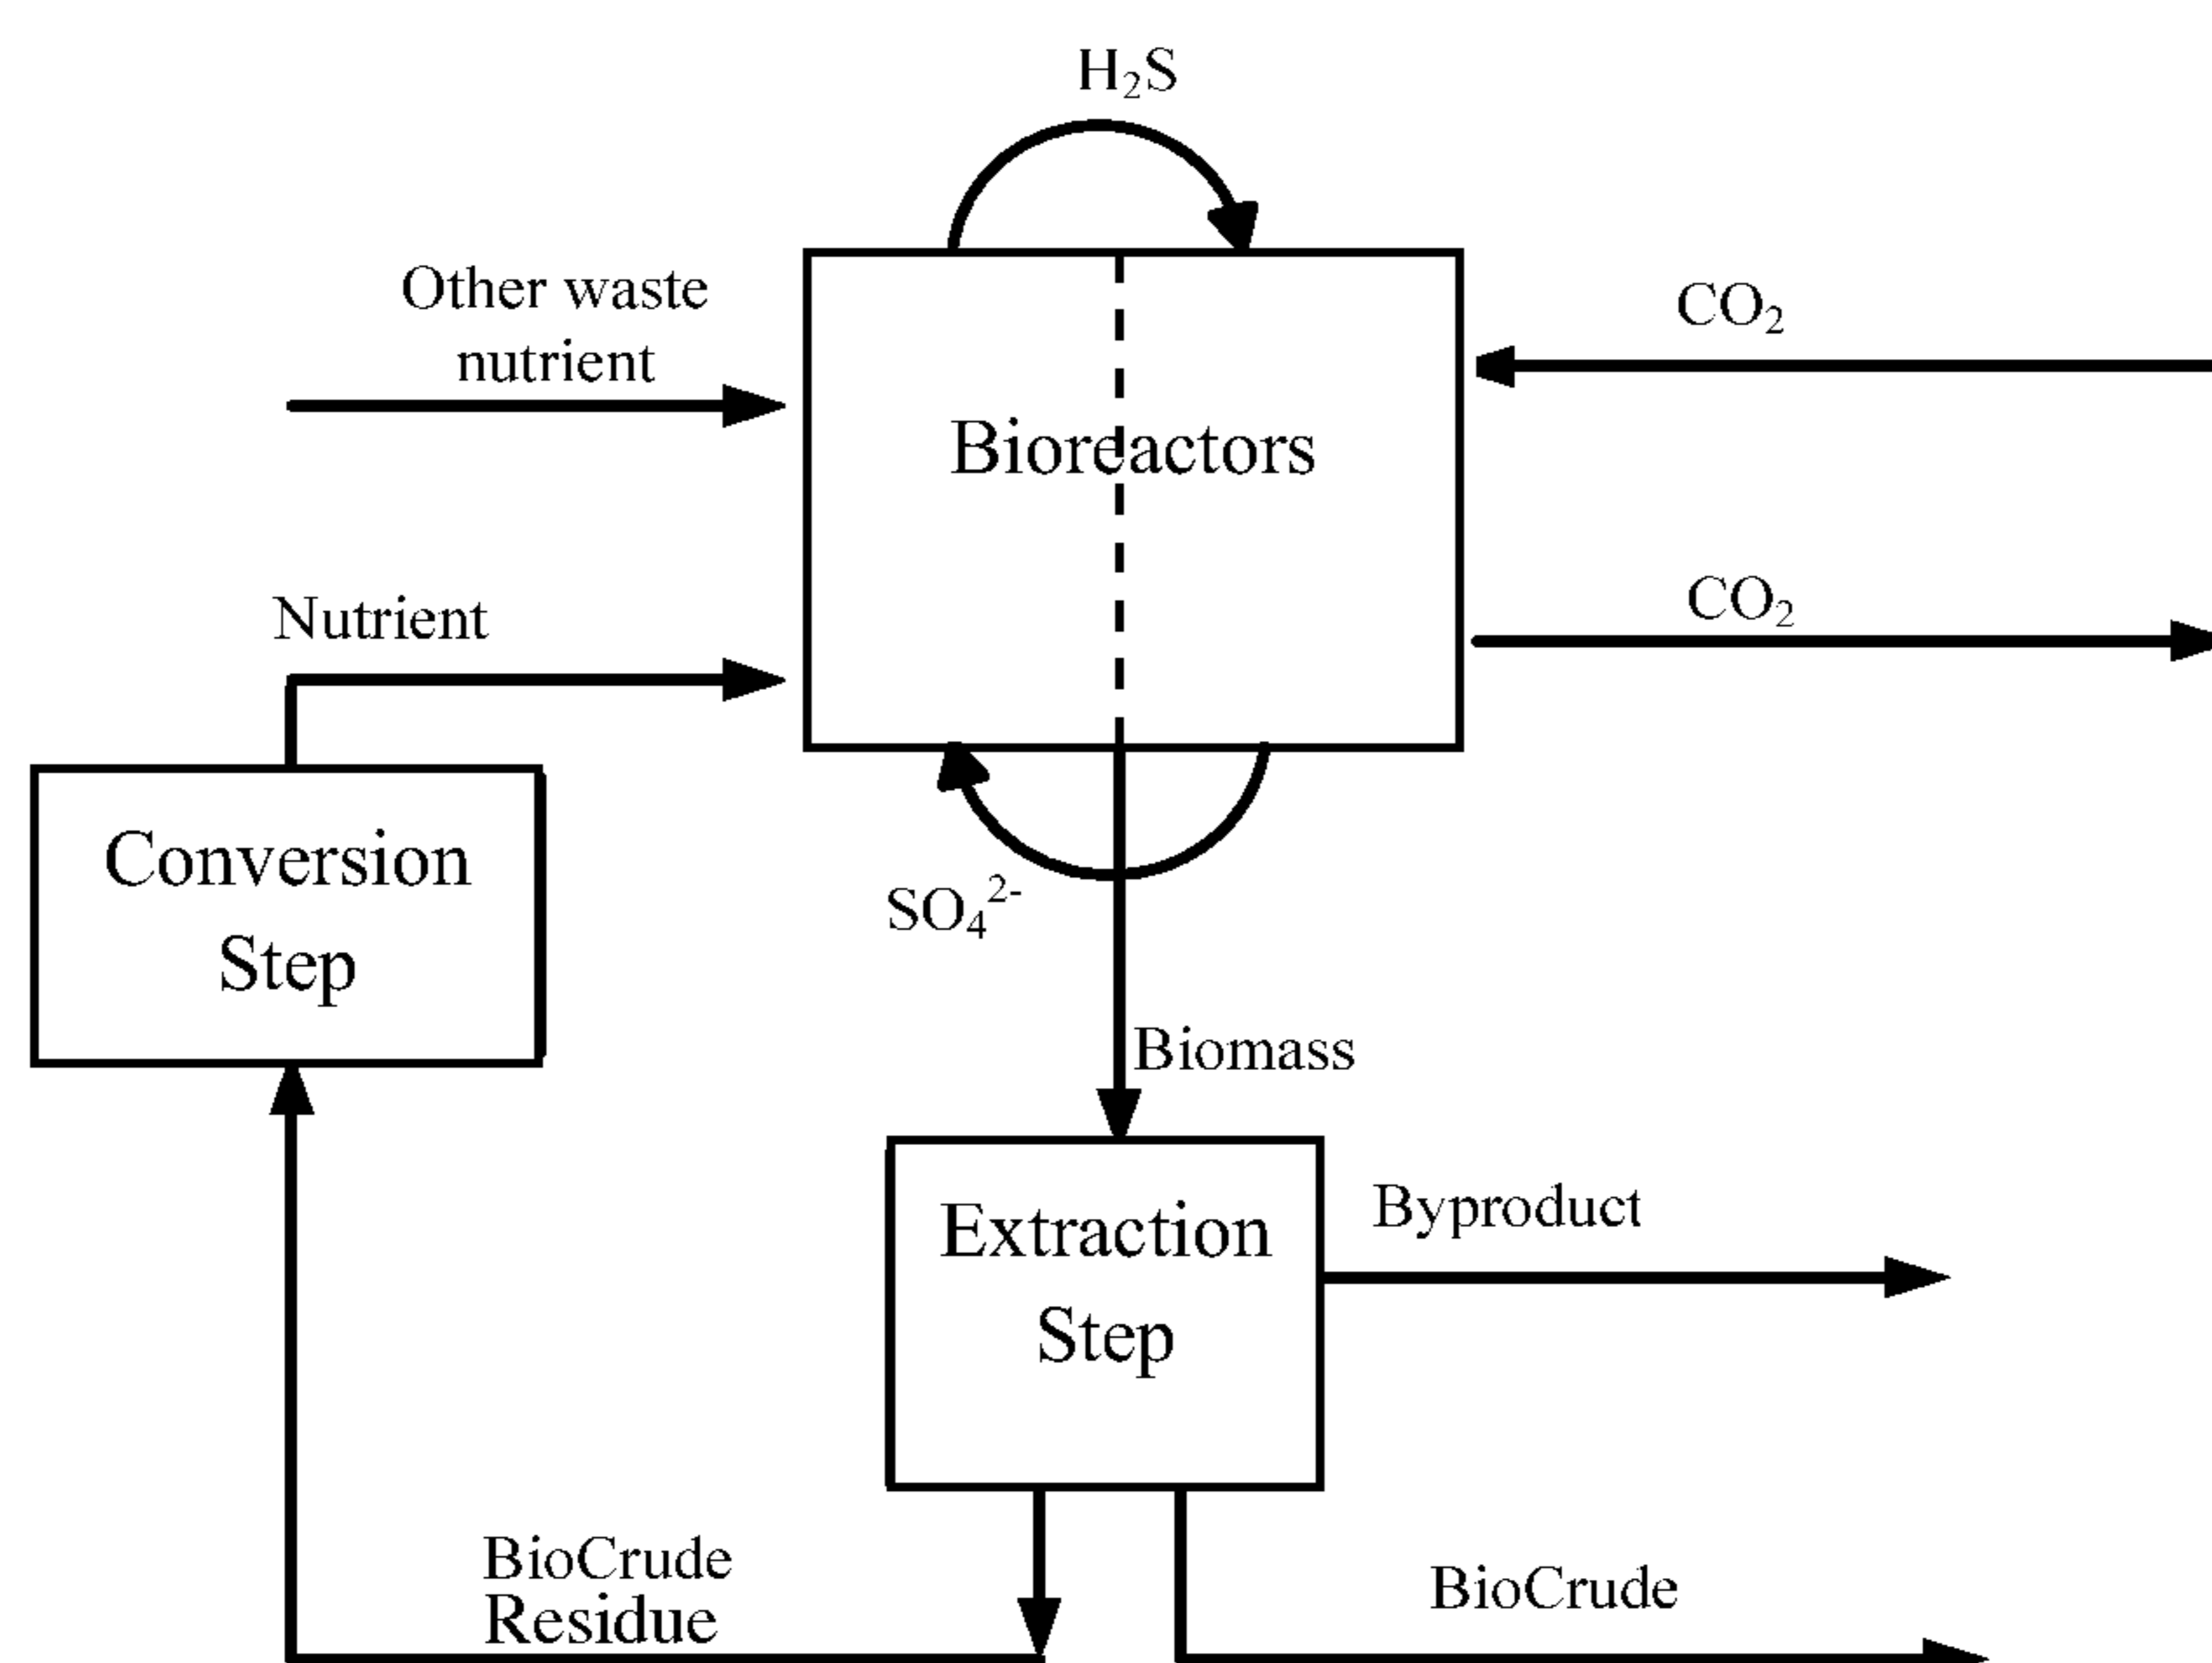 H₂S
Other waste
nutrient
CO₂
Bioreactors
CO₂
Nutrient
Conversion
Step
SO₄²⁻
Biomass
Extraction
Step
Byproduct
BioCrude
Residue
BioCrude